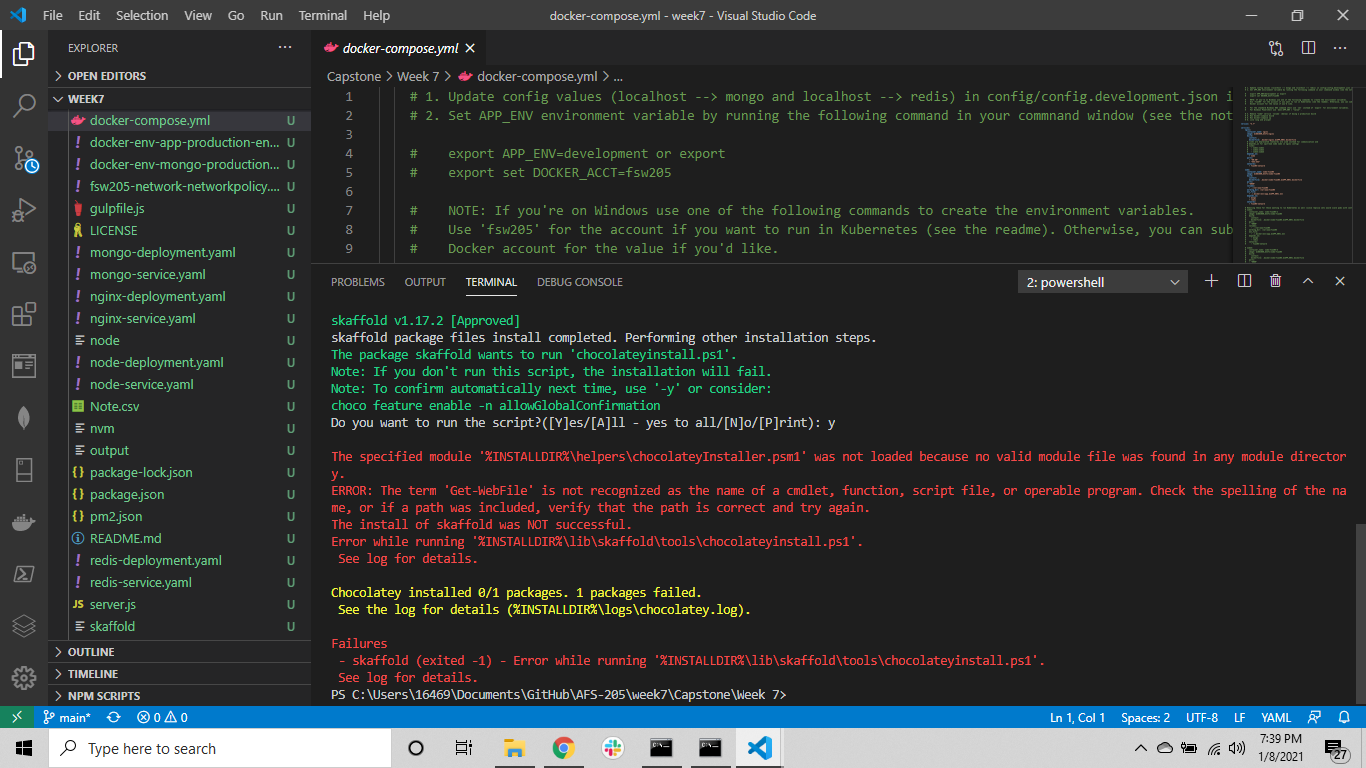 File Edit Selection View Go Run Terminal Help docker-compose.yml - week7 - Visual Studio Code
EXPLORER
OPEN EDITORS
WEEK7
docker-compose.yml U
docker-env-app-production-en... U
docker-env-mongo-production... U
fsw205-network-networkpolicy.... U
gulpfile.js U
LICENSE U
mongo-deployment.yaml U
mongo-service.yaml U
nginx-deployment.yaml U
nginx-service.yaml U
node U
node-deployment.yaml U
node-service.yaml U
Note.csv U
nvm U
output U
package-lock.json U
package.json U
pm2.json U
README.md U
redis-deployment.yaml U
redis-service.yaml U
server.js U
skaffold U
OUTLINE
TIMELINE
NPM SCRIPTS
docker-compose.yml
Capstone > Week 7 > docker-compose.yml > ...
1 # 1. Update config values (localhost --> mongo and localhost --> redis) in config/config.development.json i
2 # 2. Set APP_ENV environment variable by running the following command in your command window (see the not
3
4 # export APP_ENV=development or export
5 # export set DOCKER_ACCT=fsw205
6
7 # NOTE: If you're on Windows use one of the following commands to create the environment variables.
8 # Use 'fsw205' for the account if you want to run in Kubernetes (see the readme). Otherwise, you can sub
9 # Docker account for the value if you'd like.
PROBLEMS OUTPUT TERMINAL DEBUG CONSOLE 2: powershell
skaffold v1.17.2 [Approved]
skaffold package files install completed. Performing other installation steps.
The package skaffold wants to run 'chocolateyinstall.ps1'.
Note: If you don't run this script, the installation will fail.
Note: To confirm automatically next time, use '-y' or consider:
choco feature enable -n allowGlobalConfirmation
Do you want to run the script?([Y]es/[A]ll - yes to all/[N]o/[P]rint): y
The specified module '%INSTALLDIR%\helpers\chocolateyInstaller.psm1' was not loaded because no valid module file was found in any module director
y.
ERROR: The term 'Get-WebFile' is not recognized as the name of a cmdlet, function, script file, or operable program. Check the spelling of the na
me, or if a path was included, verify that the path is correct and try again.
The install of skaffold was NOT successful.
Error while running '%INSTALLDIR%\lib\skaffold\tools\chocolateyinstall.ps1'.
See log for details.
Chocolatey installed 0/1 packages. 1 packages failed.
See the log for details (%INSTALLDIR%\logs\chocolatey.log).
Failures
- skaffold (exited -1) - Error while running '%INSTALLDIR%\lib\skaffold\tools\chocolateyinstall.ps1'.
See log for details.
PS C:\Users\16469\Documents\GitHub\AFS-205\week7\Capstone\Week 7>
main* 0 0 Ln 1, Col 1 Spaces: 2 UTF-8 LF YAML
Type here to search
7:39 PM
1/8/2021
27